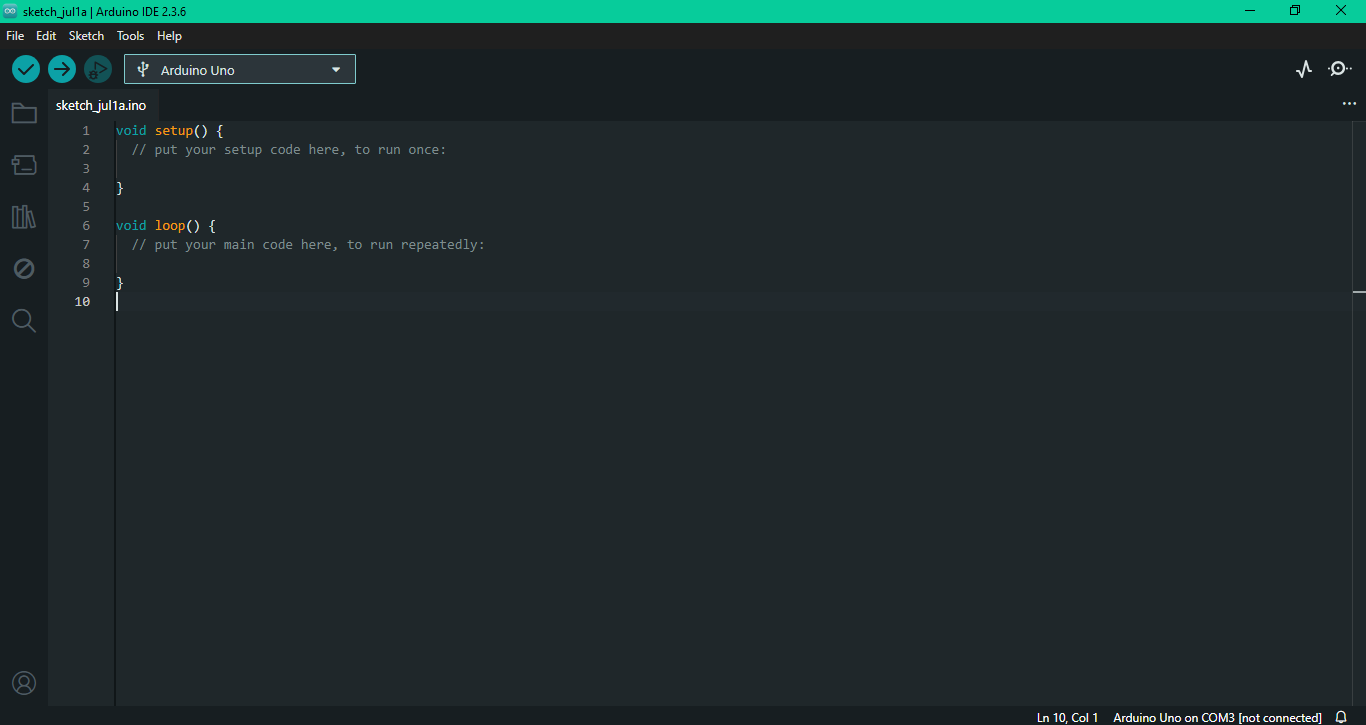 sketch_jul1a | Arduino IDE 2.3.6
File Edit Sketch Tools Help
Arduino Uno
sketch_jul1a.ino
1 void setup() {
2 // put your setup code here, to run once:
3
4 }
5
6 void loop() {
7 // put your main code here, to run repeatedly:
8
9 }
10
Ln 10, Col 1 Arduino Uno on COM3 [not connected]